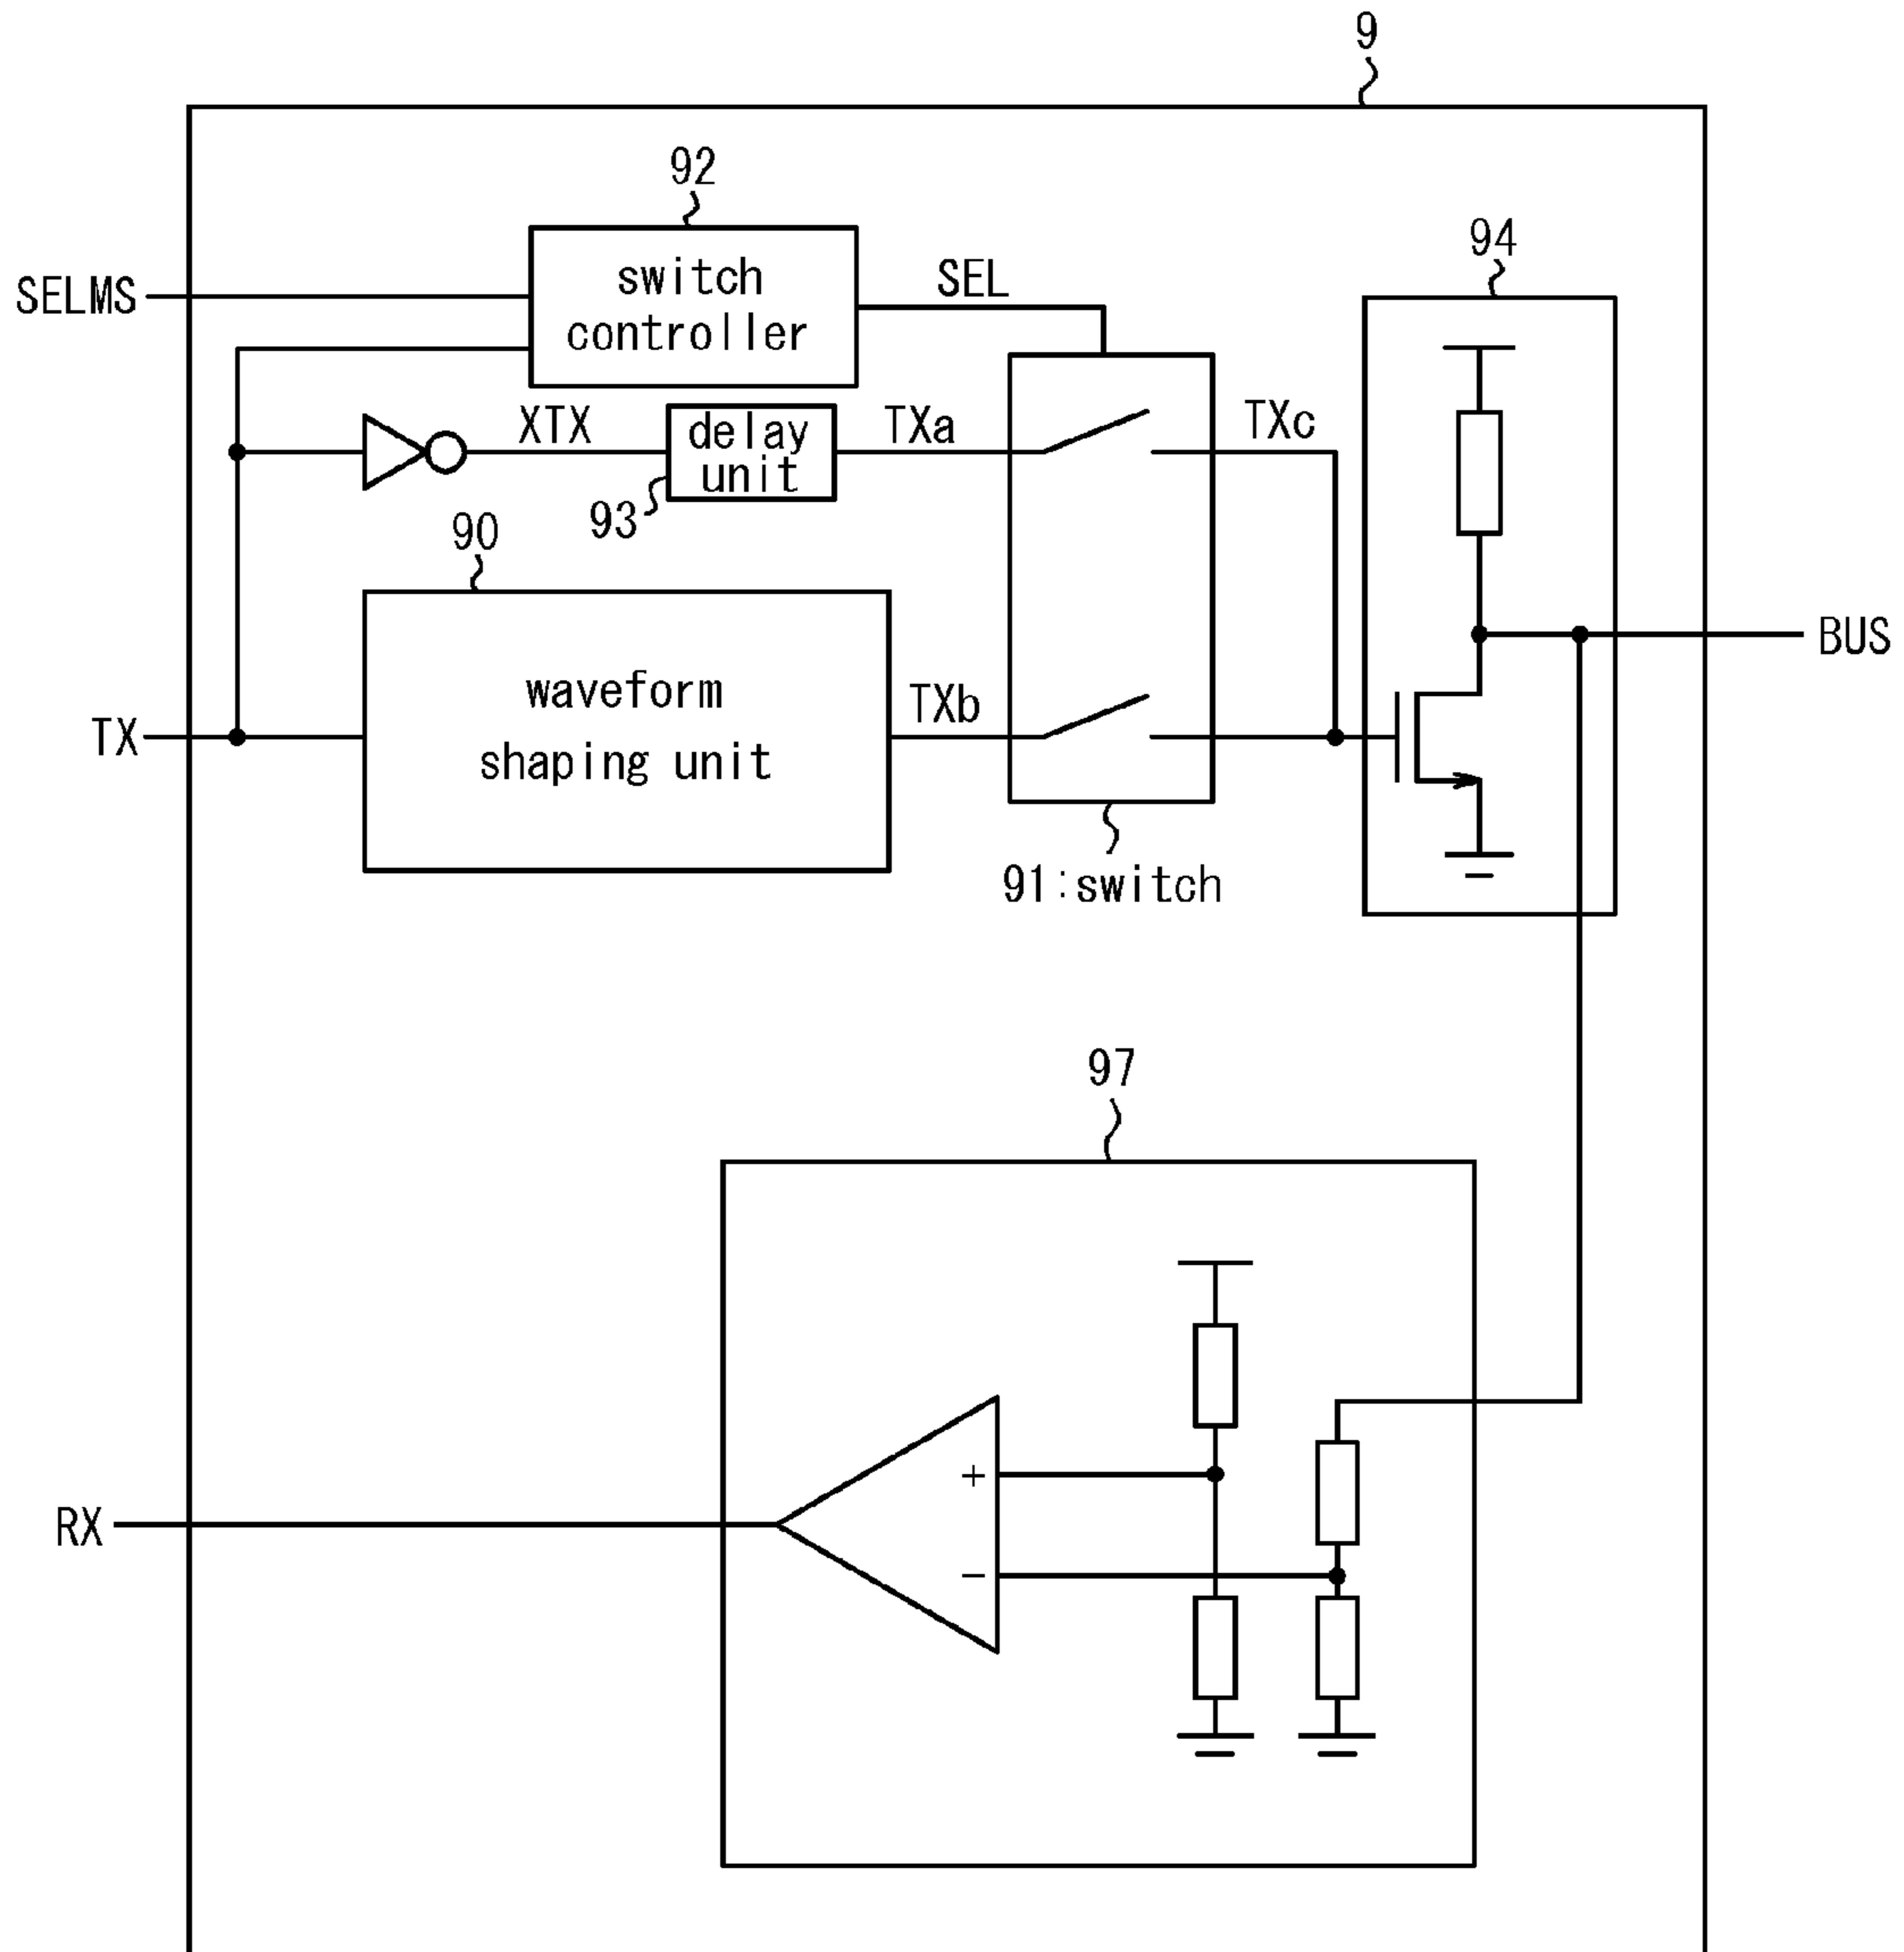 9
92
switch
controller
SELMS
SEL
94
XTX
delay
unit
TXa
TXc
93
90
waveform
shaping unit
TXb
TX
BUS
91:switch
97
+
−
RX